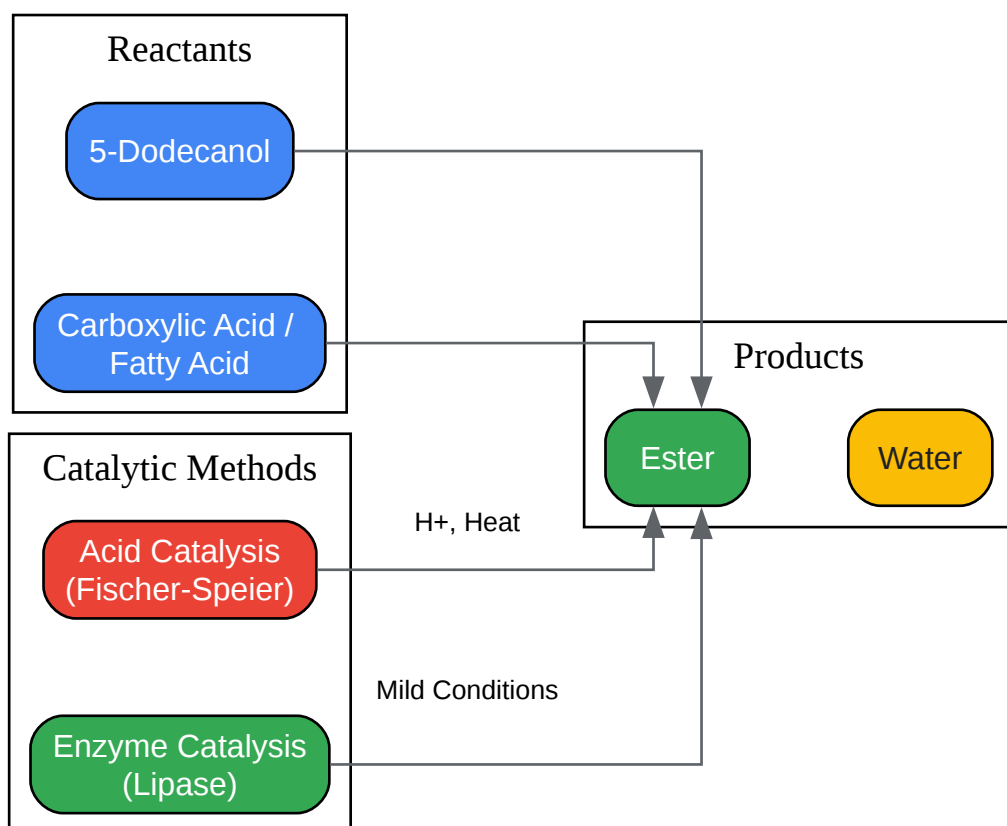 Reactants
5-Dodecanol
Carboxylic Acid /
Fatty Acid
Products
Ester
Water
Catalytic Methods
Acid Catalysis
(Fischer-Speier)
H+, Heat
Mild Conditions
Enzyme Catalysis
(Lipase)